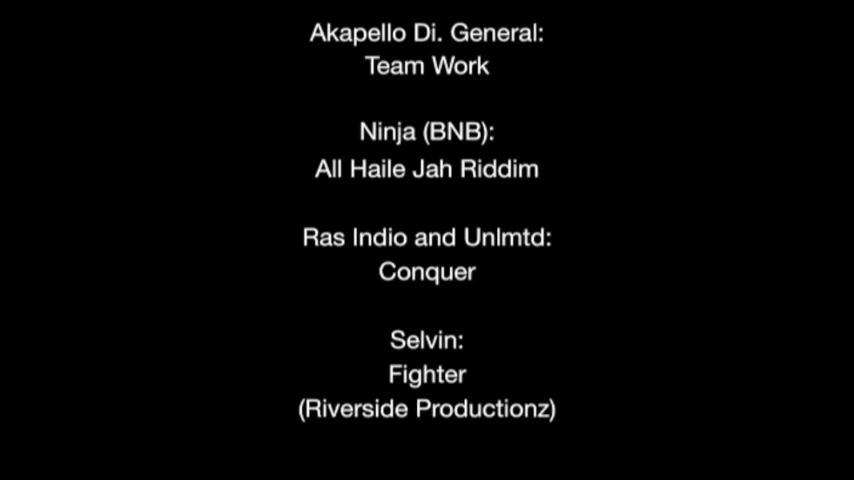 Akapello Di. General:
Team Work
Ninja (BNB):
All Haile Jah Riddim
Ras Indio and Unlmtd:
Conquer
Selvin:
Fighter
(Riverside Productionz)